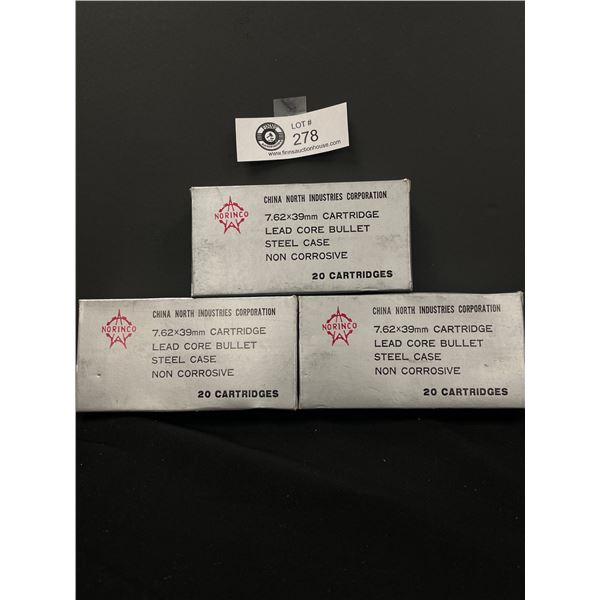 LOT #
278
www.finnsauctionhouse.com
NORINCO
CHINA NORTH INDUSTRIES CORPORATION
7.62×39mm CARTRIDGE
LEAD CORE BULLET
STEEL CASE
NON CORROSIVE
20 CARTRIDGES
NORINCO
CHINA NORTH INDUSTRIES CORPORATION
7.62×39mm CARTRIDGE
LEAD CORE BULLET
STEEL CASE
NON CORROSIVE
20 CARTRIDGES
NORINCO
CHINA NORTH INDUSTRIES CORPORATION
7.62×39mm CARTRIDGE
LEAD CORE BULLET
STEEL CASE
NON CORROSIVE
20 CARTRIDGES